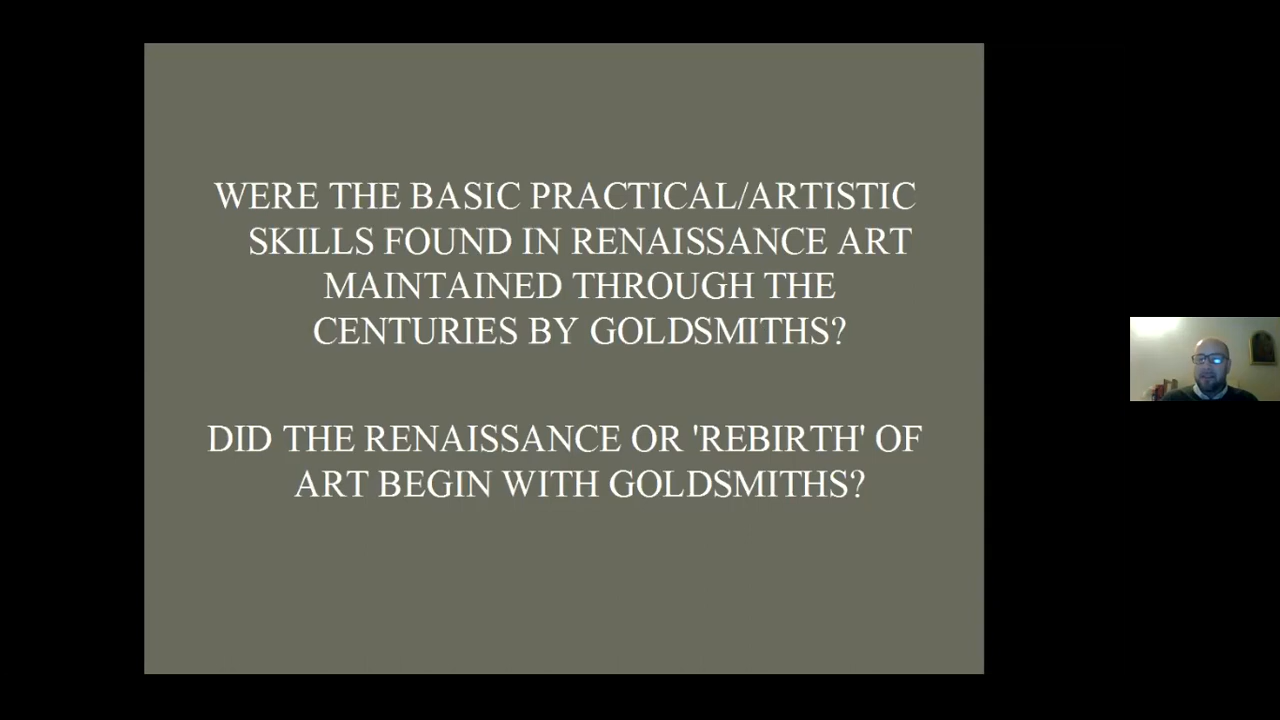 WERE THE BASIC PRACTICAL/ARTISTIC
SKILLS FOUND IN RENAISSANCE ART
MAINTAINED THROUGH THE
CENTURIES BY GOLDSMITHS?
DID THE RENAISSANCE OR 'REBIRTH' OF
ART BEGIN WITH GOLDSMITHS?